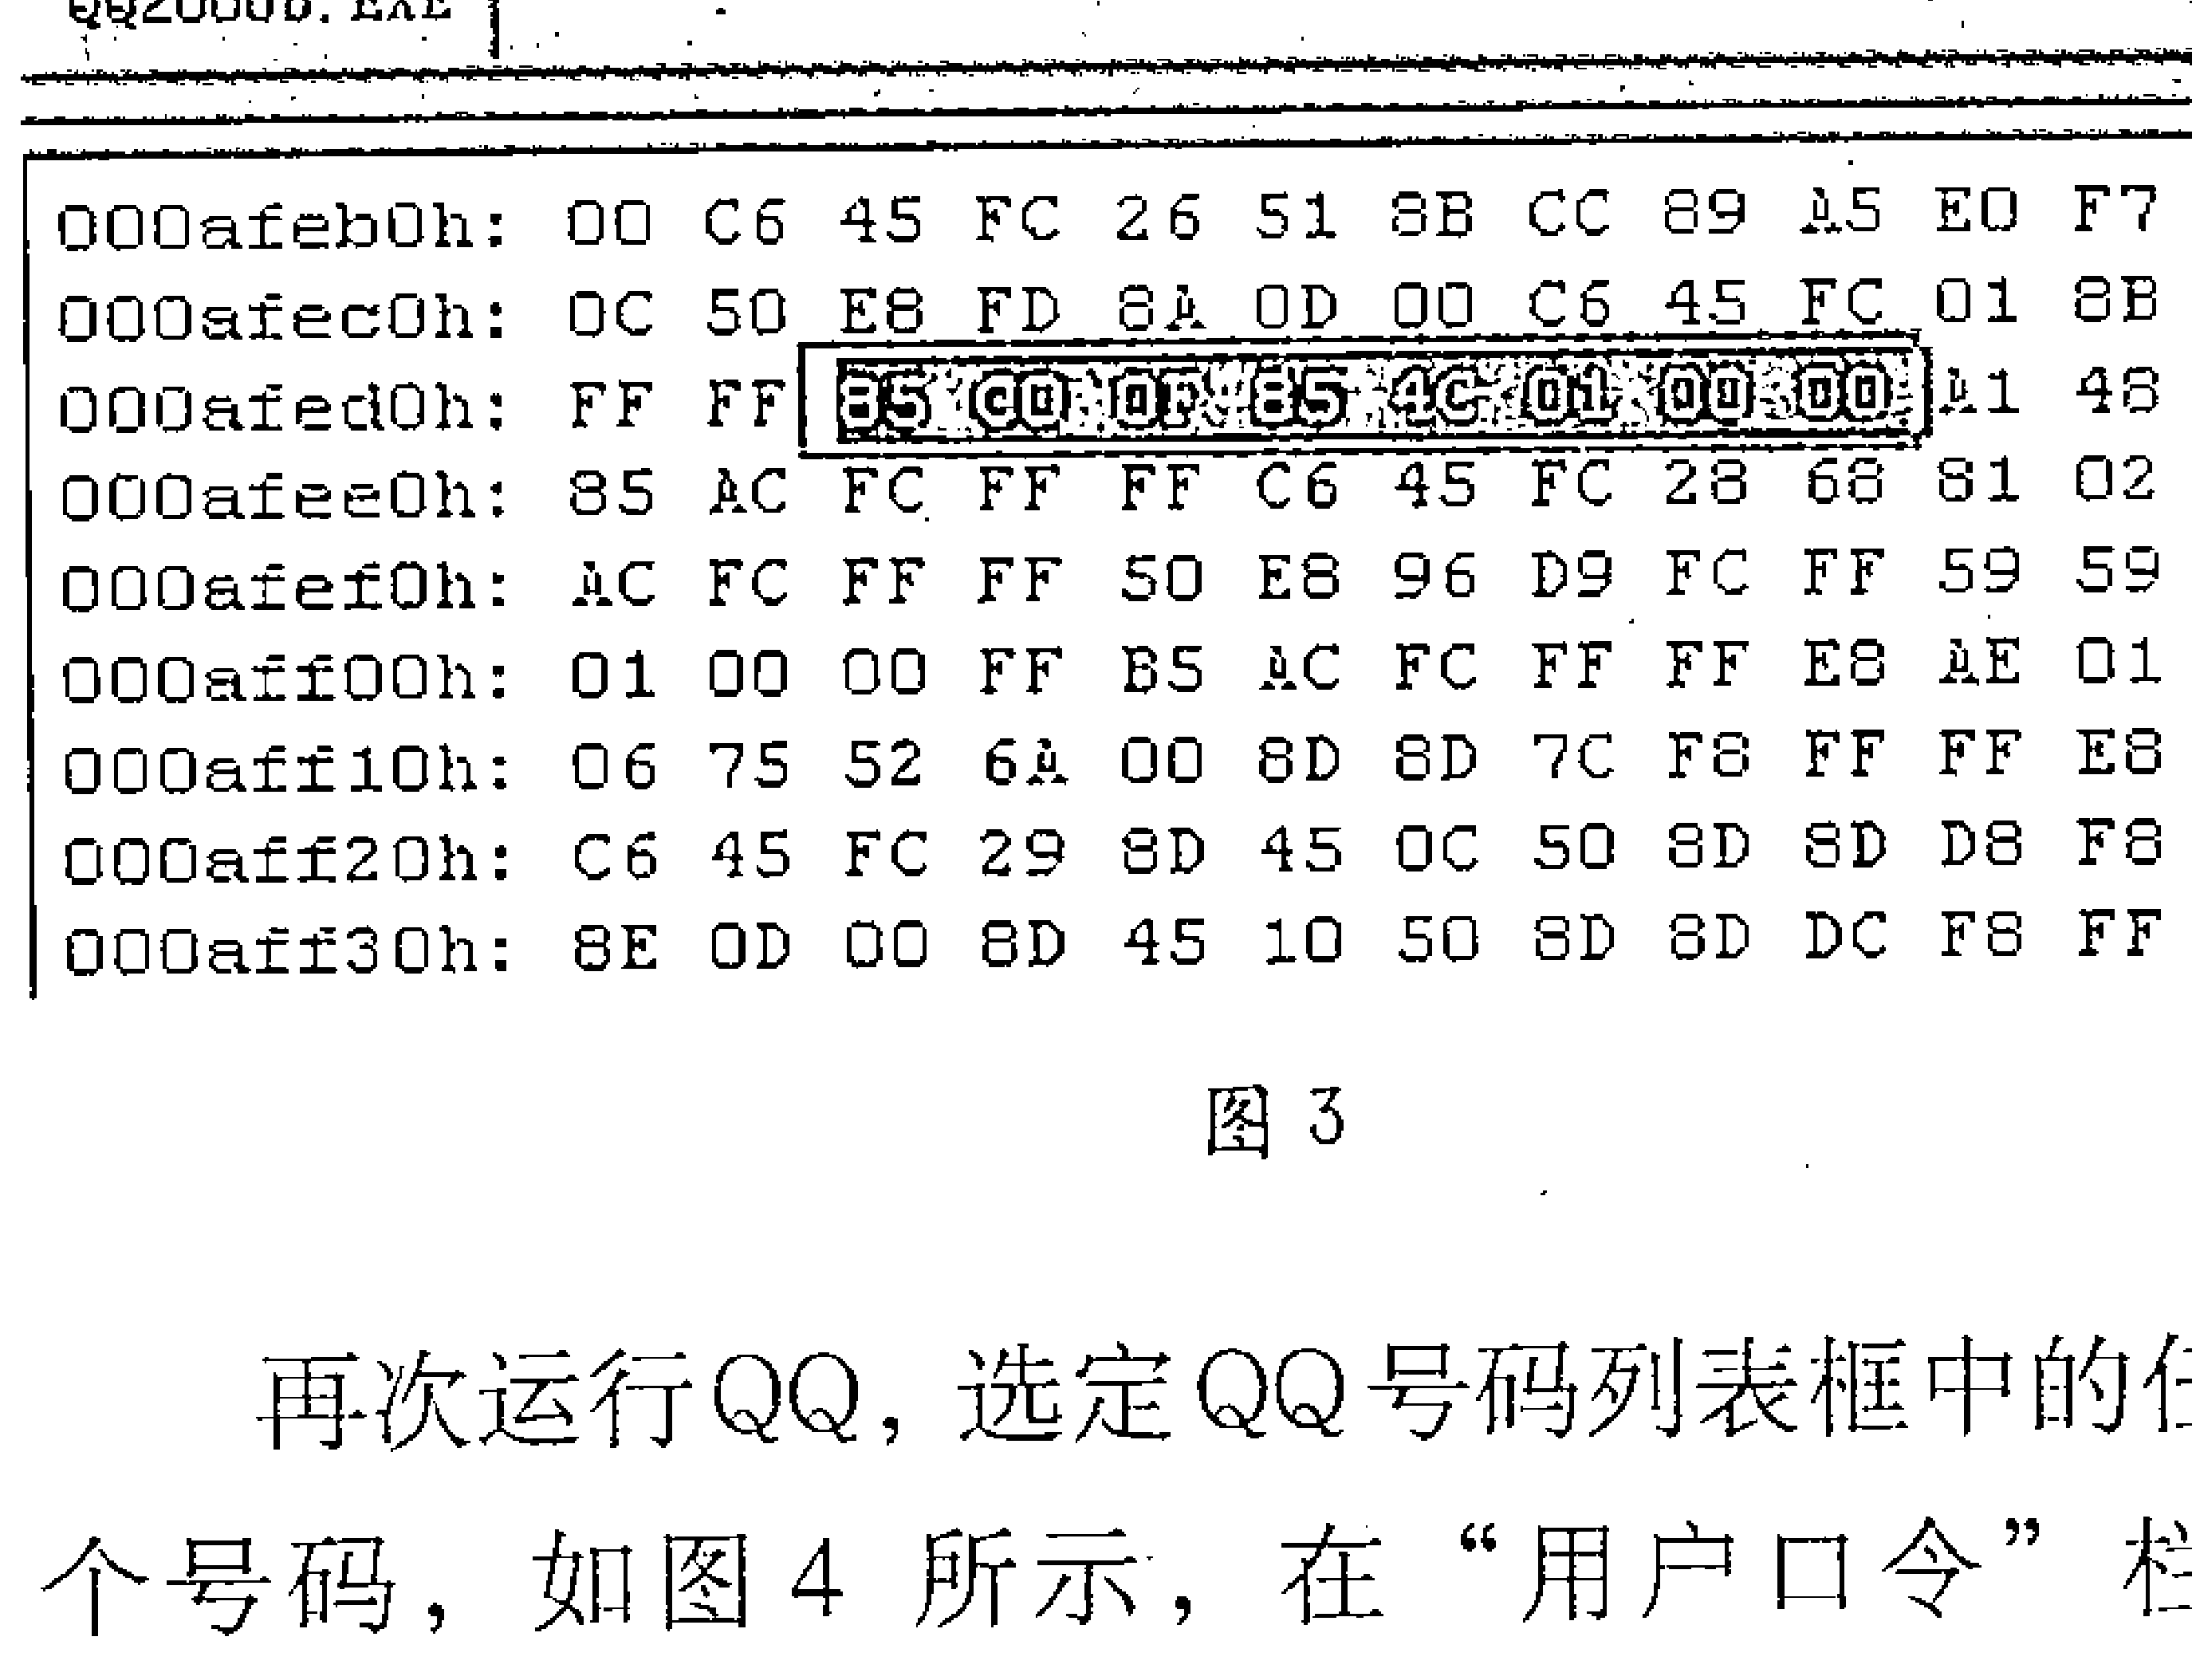 QQ2000b.EXE
000afeb0h: 00 C6 45 FC 26 51 8B CC 89 A5 E0 F7
000afec0h: 0C 50 E8 FD 8A 0D 00 C6 45 FC 01 8B
000afed0h: FF FF 85 C0 0F 85 4C 01 00 00 A1 48
000afee0h: 85 AC FC FF FF C6 45 FC 28 68 81 02
000afef0h: AC FC FF FF 50 E8 96 D9 FC FF 59 59
000aff00h: 01 00 00 FF B5 AC FC FF FF E8 AE 01
000aff10h: 06 75 52 6A 00 8D 8D 7C F8 FF FF E8
000aff20h: C6 45 FC 29 8D 45 0C 50 8D 8D D8 F8
000aff30h: 8E 0D 00 8D 45 10 50 8D 8D DC F8 FF
图 3
再次运行QQ，选定QQ号码列表框中的任
个号码，如图4 所示，在“用户口令”栏